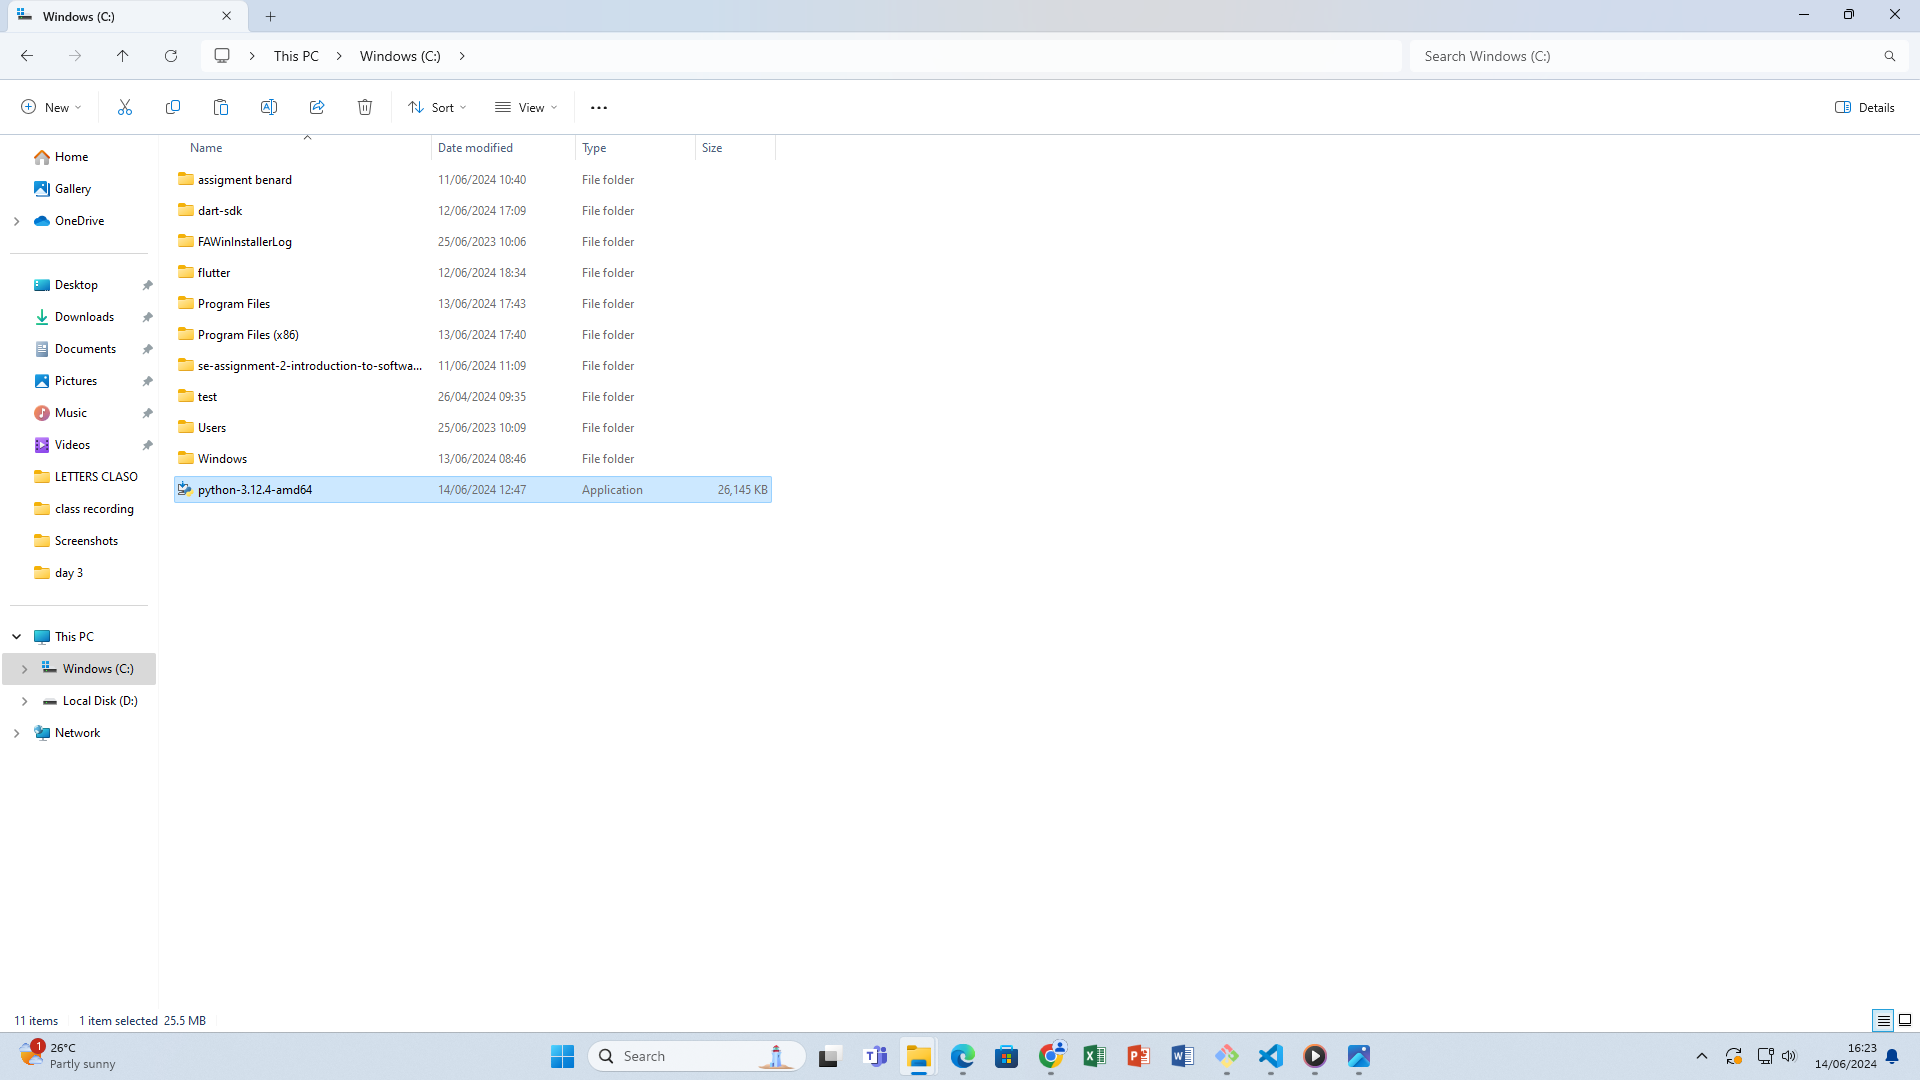 Windows (C:)
This PC > Windows (C:) >
Search Windows (C:)
New
Sort
View
Details
Name Date modified Type Size
assigment benard 11/06/2024 10:40 File folder
dart-sdk 12/06/2024 17:09 File folder
FAWinInstallerLog 25/06/2023 10:06 File folder
flutter 12/06/2024 18:34 File folder
Program Files 13/06/2024 17:43 File folder
Program Files (x86) 13/06/2024 17:40 File folder
se-assignment-2-introduction-to-softwa... 11/06/2024 11:09 File folder
test 26/04/2024 09:35 File folder
Users 25/06/2023 10:09 File folder
Windows 13/06/2024 08:46 File folder
python-3.12.4-amd64 14/06/2024 12:47 Application 26,145 KB
Home
Gallery
OneDrive
Desktop
Downloads
Documents
Pictures
Music
Videos
LETTERS CLASO
class recording
Screenshots
day 3
This PC
Windows (C:)
Local Disk (D:)
Network
11 items 1 item selected 25.5 MB
1
26°C
Partly sunny
Search
16:23
14/06/2024